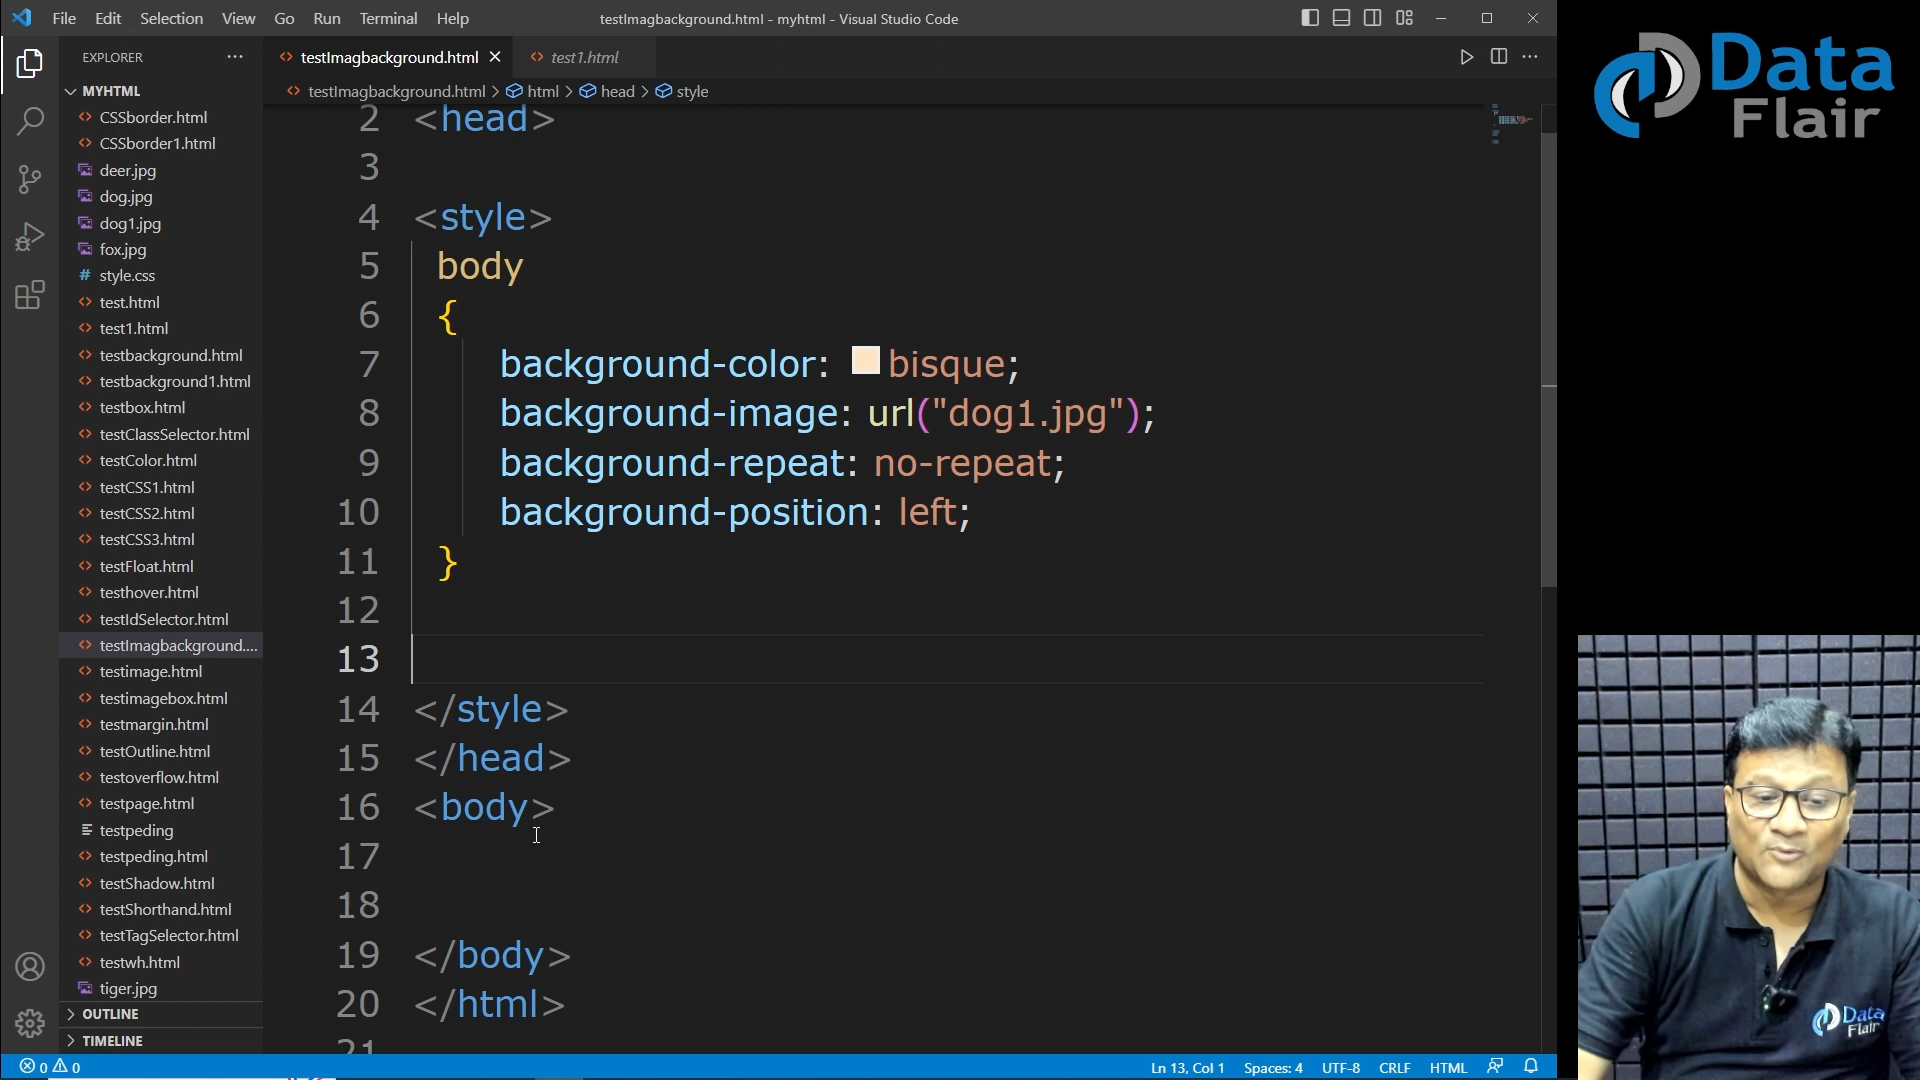 File Edit Selection View Go Run Terminal Help
testImagbackground.html - myhtml - Visual Studio Code
EXPLORER
MYHTML
CSSborder.html
CSSborder1.html
deer.jpg
dog.jpg
dog1.jpg
fox.jpg
# style.css
test.html
test1.html
testbackground.html
testbackground1.html
testbox.html
testClassSelector.html
testColor.html
testCSS1.html
testCSS2.html
testCSS3.html
testFloat.html
testhover.html
testIdSelector.html
testImagbackground....
testimage.html
testimagebox.html
testmargin.html
testOutline.html
testoverflow.html
testpage.html
testpeding
testpeding.html
testShadow.html
testShorthand.html
testTagSelector.html
testwh.html
tiger.jpg
OUTLINE
TIMELINE
testImagbackground.html
test1.html
testImagbackground.html > html > head > style
2 <head>
3
4 <style>
5 body
6 {
7 background-color: bisque;
8 background-image: url("dog1.jpg");
9 background-repeat: no-repeat;
10 background-position: left;
11 }
12
13
14 </style>
15 </head>
16 <body>
17
18
19 </body>
20 </html>
21
0 0
Ln 13, Col 1 Spaces: 4 UTF-8 CRLF HTML
Data
Flair
Data
Flair